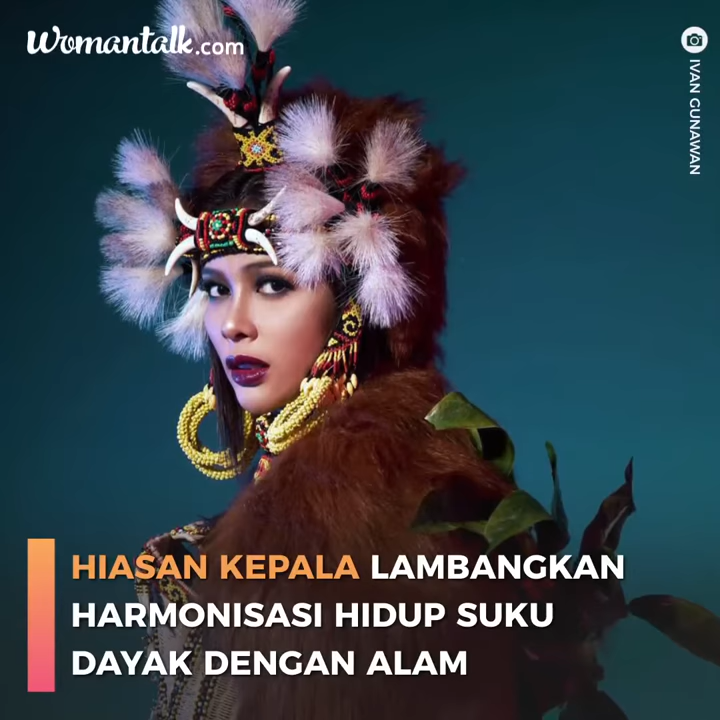 Womantalk.com
IVAN GUNAWAN
HIASAN KEPALA LAMBANGKAN
HARMONISASI HIDUP SUKU
DAYAK DENGAN ALAM